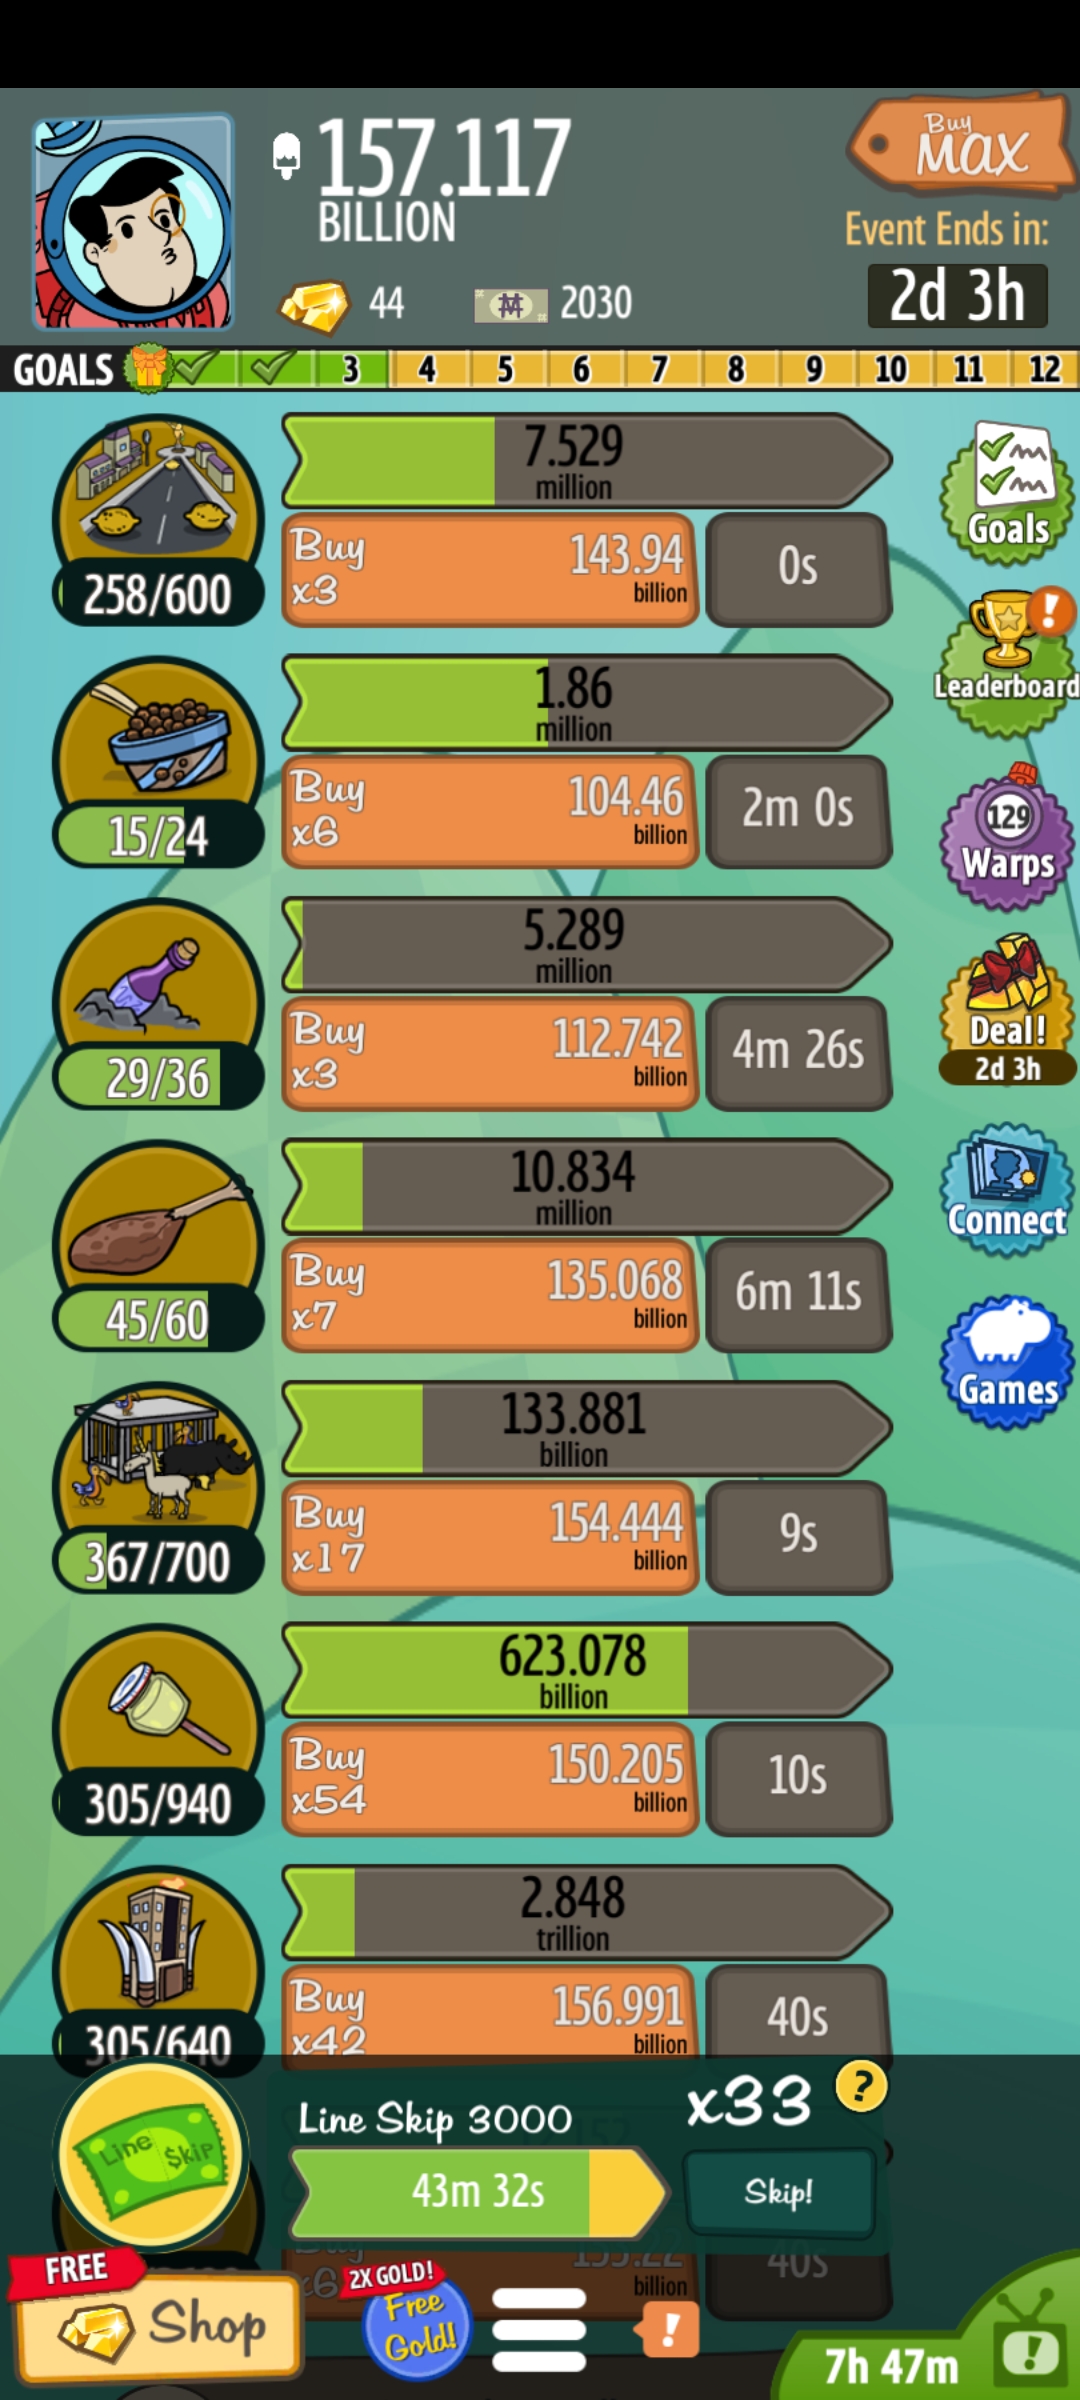 157.117
BILLION
Buy
MAX
Event Ends in:
2d 3h
44
2030
GOALS
3
4
5
6
7
8
9
10
11
12
7.529
million
Buy
x3
143.94
billion
0s
258/600
Goals
Leaderboard
1.86
million
Buy
x6
104.46
billion
2m 0s
15/24
129
Warps
5.289
million
Buy
x3
112.742
billion
4m 26s
29/36
Deal!
2d 3h
10.834
million
Buy
x7
135.068
billion
6m 11s
45/60
Connect
Games
133.881
billion
Buy
x17
154.444
billion
9s
367/700
623.078
billion
Buy
x54
150.205
billion
10s
305/940
2.848
trillion
Buy
x42
156.991
billion
40s
305/640
Line Skip 3000
x33
?
Line $kip
43m 32s
Skip!
Buy
x6
billion
40s
FREE
Shop
2X GOLD!
Free
Gold!
!
7h 47m
!